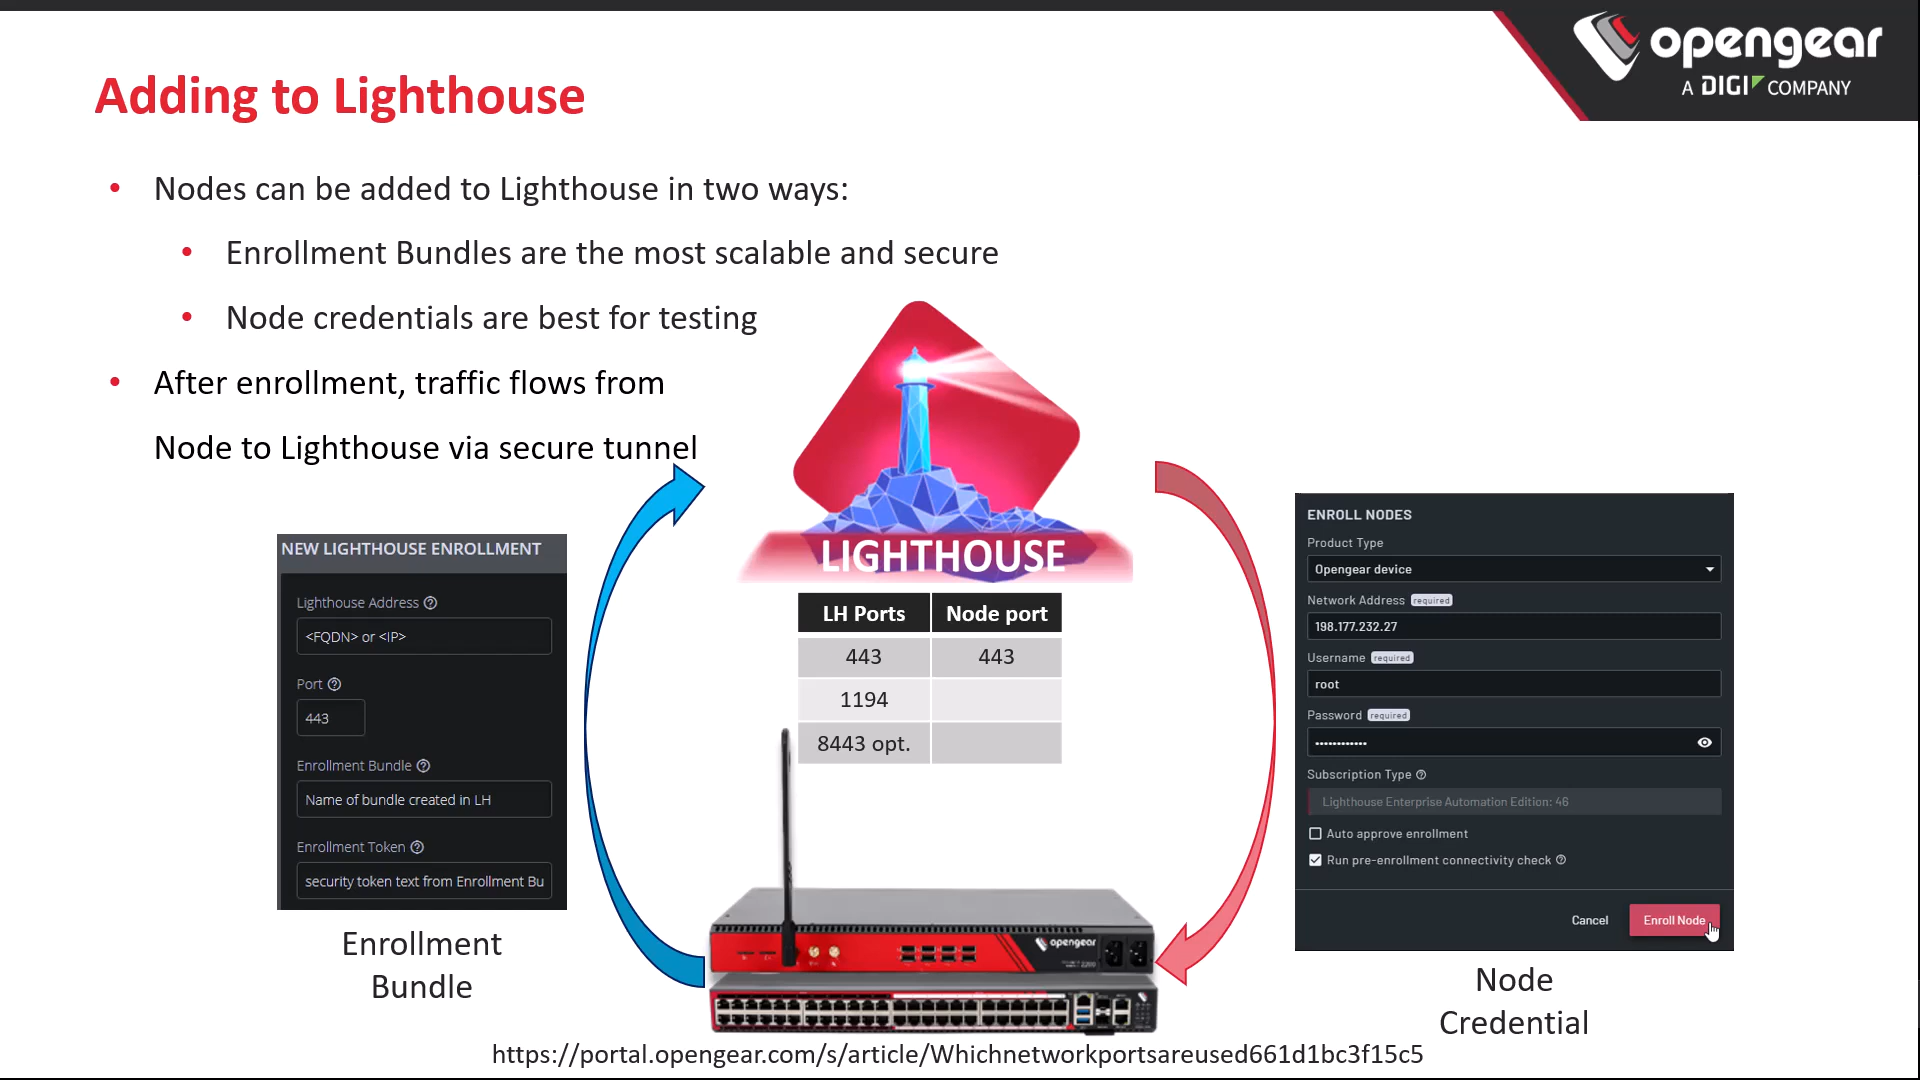 opengear
A DIGI COMPANY
Adding to Lighthouse
Nodes can be added to Lighthouse in two ways:
Enrollment Bundles are the most scalable and secure
Node credentials are best for testing
After enrollment, traffic flows from
Node to Lighthouse via secure tunnel
NEW LIGHTHOUSE ENROLLMENT
Lighthouse Address
<FQDN> or <IP>
Port
443
Enrollment Bundle
Name of bundle created in LH
Enrollment Token
security token text from Enrollment Bu
Enrollment
Bundle
LIGHTHOUSE
LH Ports Node port
443 443
1194
8443 opt.
opengear
ENROLL NODES
Product Type
Opengear device
Network Address required
198.177.232.27
Username required
root
Password required
••••••••••••
Subscription Type
Lighthouse Enterprise Automation Edition: 46
Auto approve enrollment
Run pre-enrollment connectivity check
Cancel Enroll Node
Node
Credential
https://portal.opengear.com/s/article/Whichnetworkportsareused661d1bc3f15c5